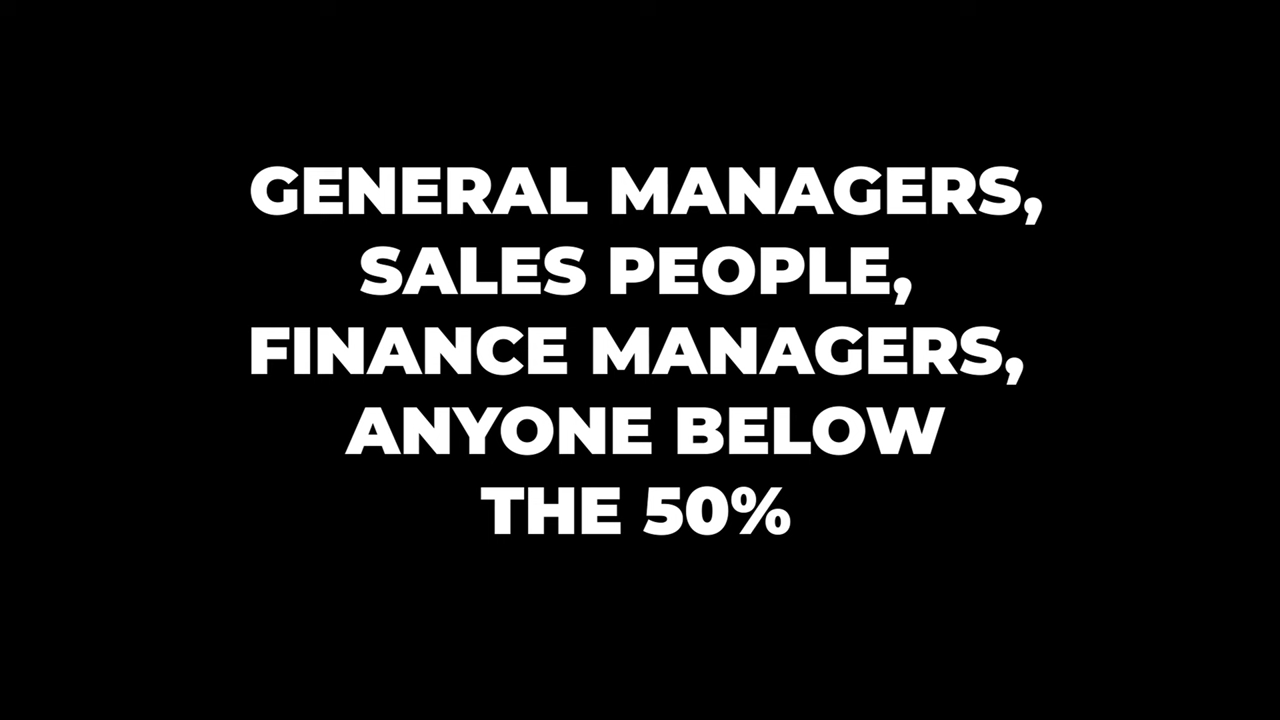 GENERAL MANAGERS,
SALES PEOPLE,
FINANCE MANAGERS,
ANYONE BELOW
THE 50%